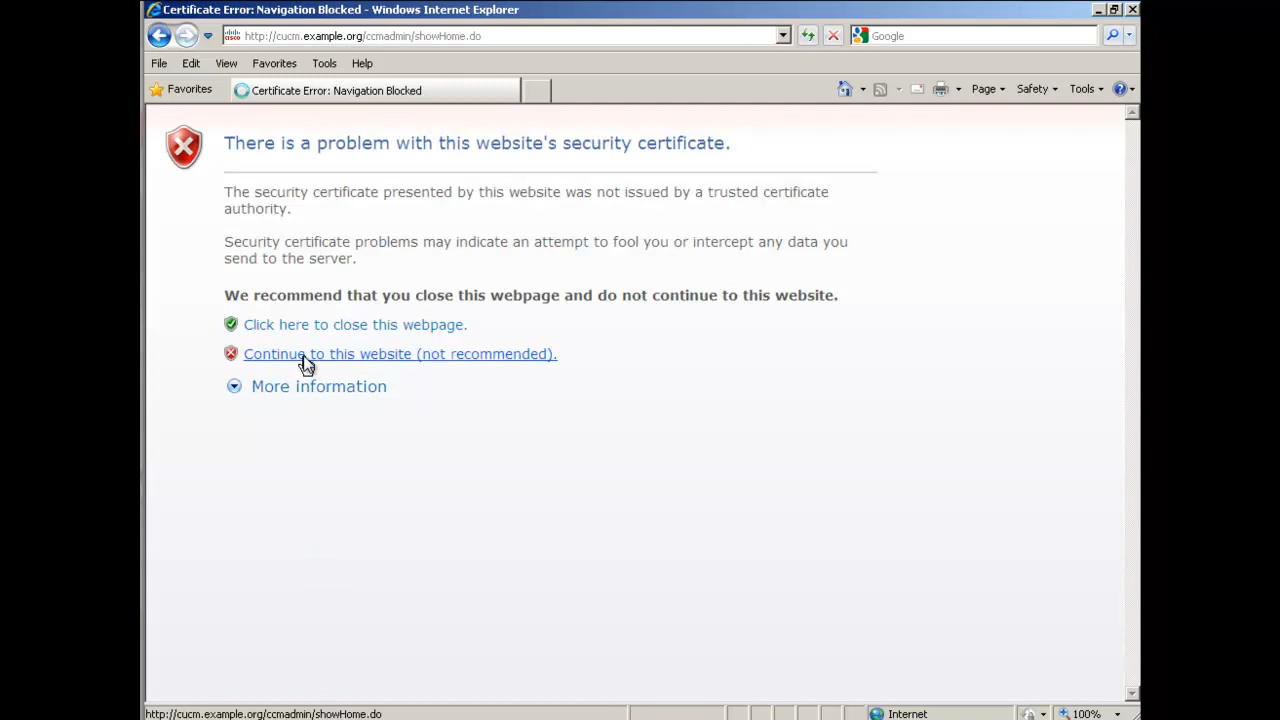 Certificate Error: Navigation Blocked - Windows Internet Explorer
http://cucm.example.org/ccmadmin/showHome.do
Google
File Edit View Favorites Tools Help
Favorites
Certificate Error: Navigation Blocked
Page
Safety
Tools
There is a problem with this website's security certificate.
The security certificate presented by this website was not issued by a trusted certificate
authority.
Security certificate problems may indicate an attempt to fool you or intercept any data you
send to the server.
We recommend that you close this webpage and do not continue to this website.
Click here to close this webpage.
Continue to this website (not recommended).
More information
http://cucm.example.org/ccmadmin/showHome.do
Internet
100%